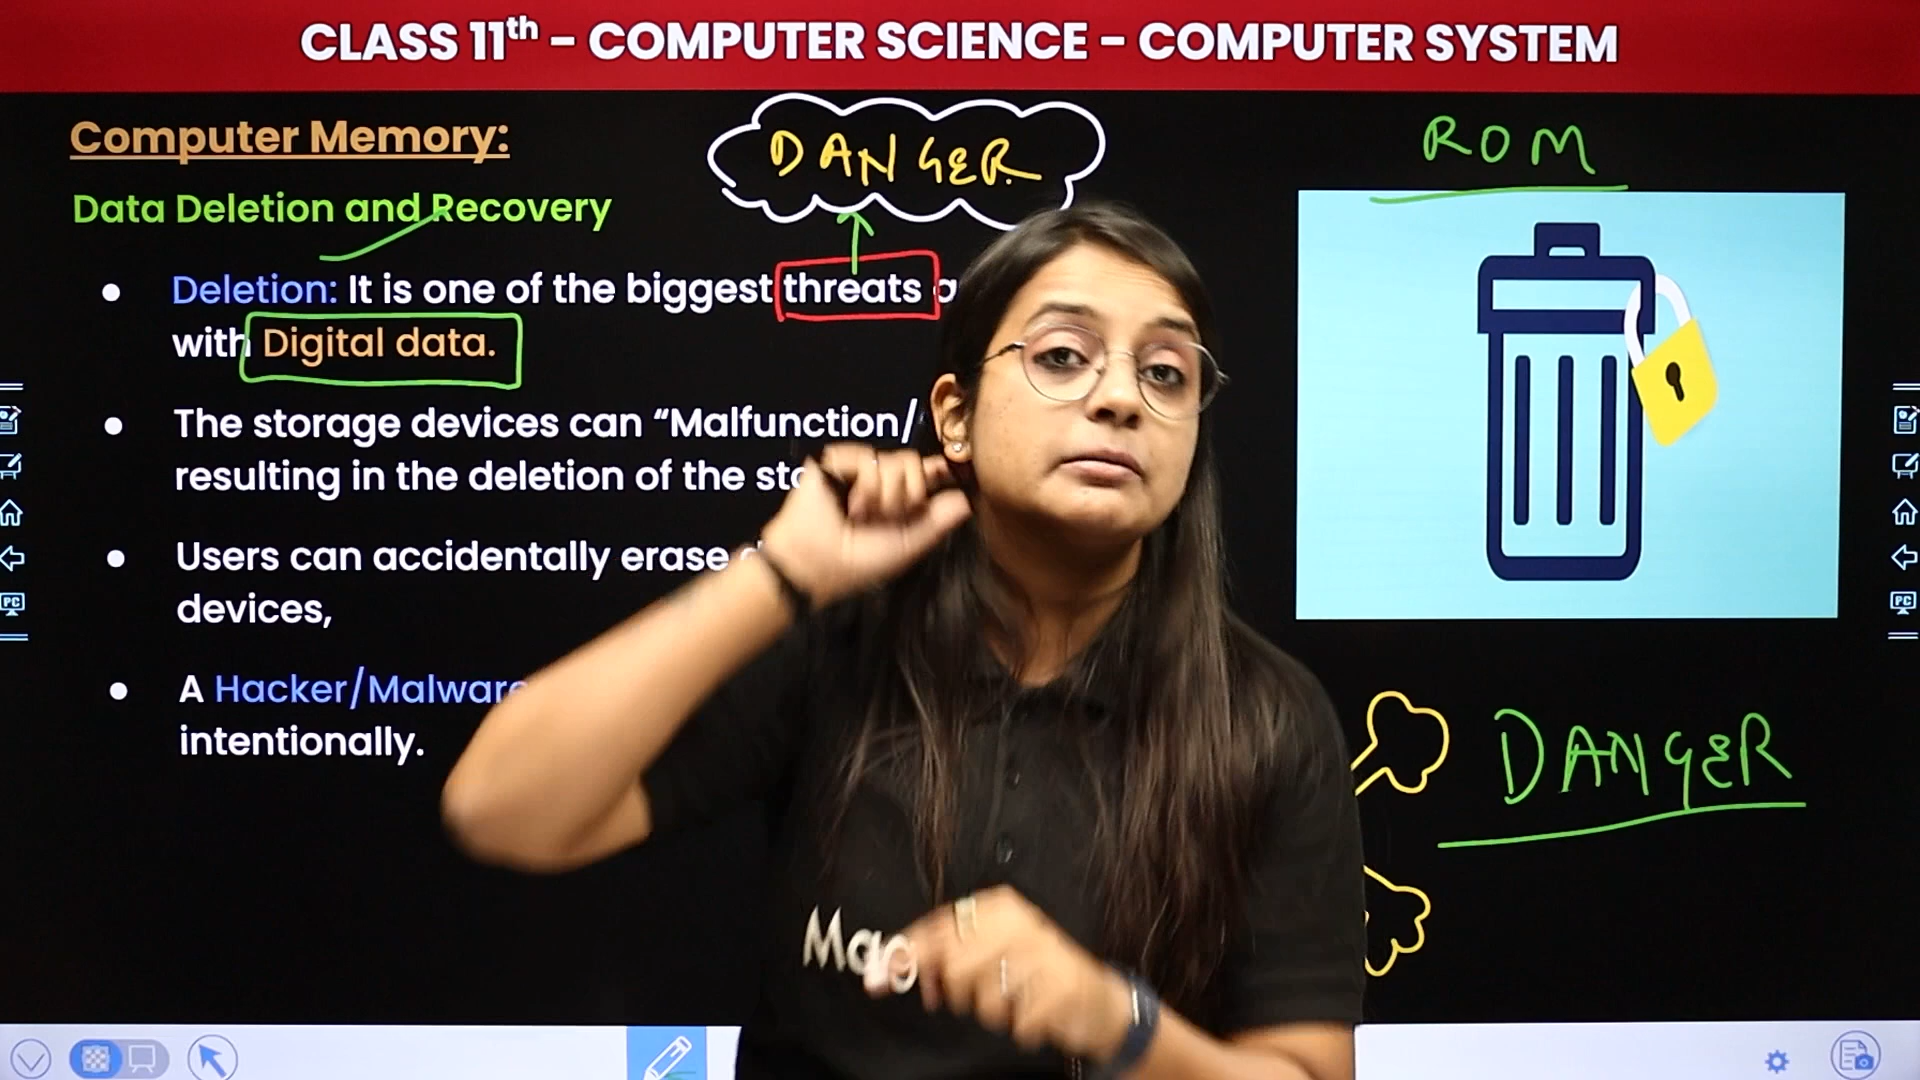 CLASS 11th – COMPUTER SCIENCE – COMPUTER SYSTEM
Computer Memory:
DANGER
ROM
Data Deletion and Recovery
Deletion: It is one of the biggest threats
with Digital data.
The storage devices can “Malfunction/
resulting in the deletion of the
Users can accidentally erase
devices,
A Hacker/Malware
intentionally.
DANGER
PC
PC